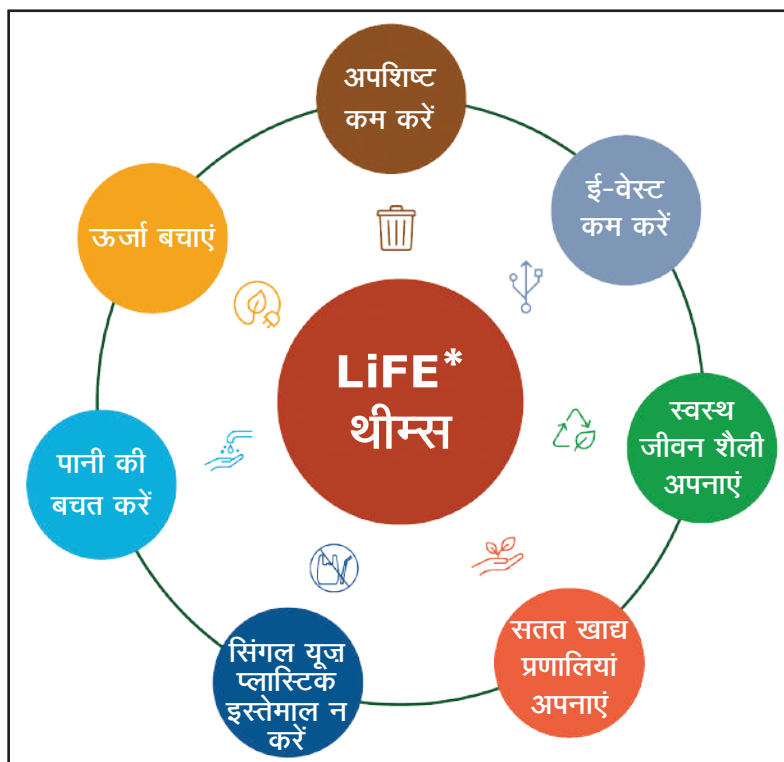 अपशिष्ट
कम करें
ई-वेस्ट
कम करें
स्वस्थ
जीवन शैली
अपनाएं
सतत खाद्य
प्रणालियां
अपनाएं
सिंगल यूज़
प्लास्टिक
इस्तेमाल न
करें
पानी की
बचत करें
ऊर्जा बचाएं
LiFE*
थीम्स